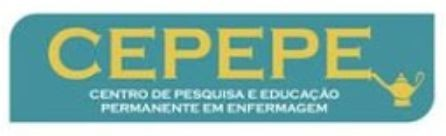 CEPEPE
CENTRO DE PESQUISA E EDUCAÇÃO
PERMANENTE EM ENFERMAGEM